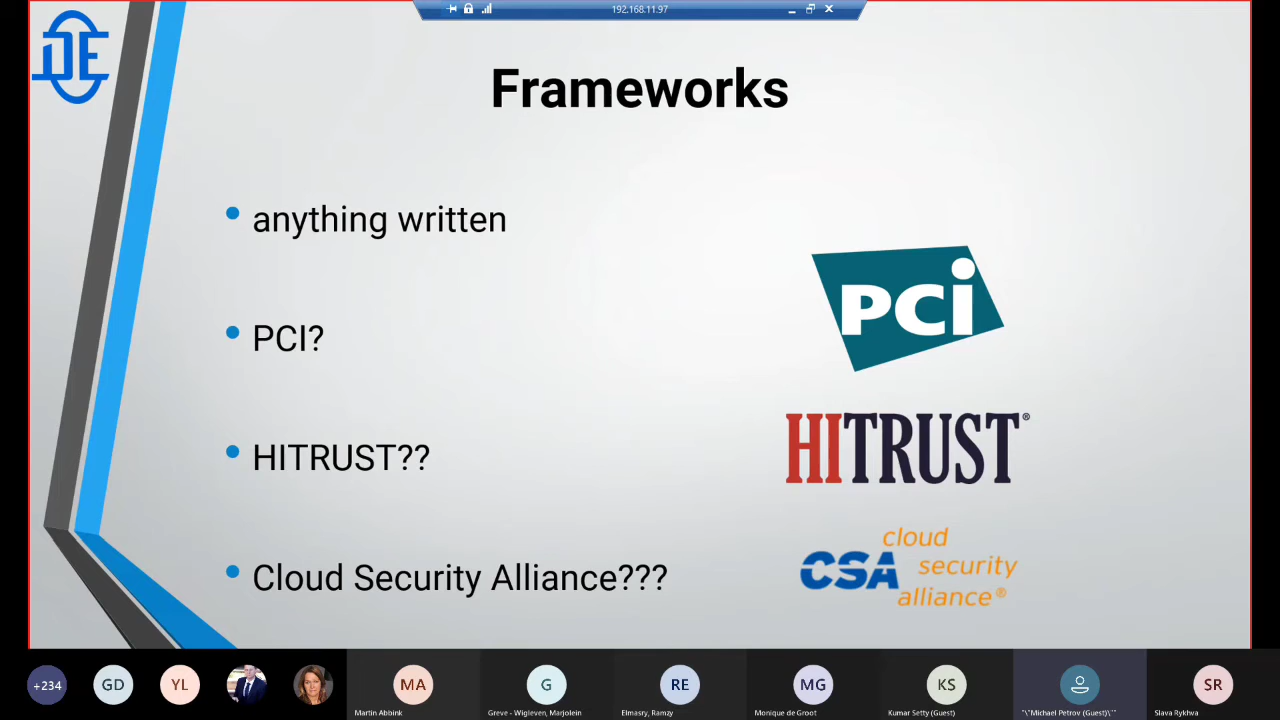 192.168.11.97
DE
Frameworks
anything written
PCI?
HITRUST??
Cloud Security Alliance???
PCi
HITRUST®
CSA cloud security alliance®
+234
GD
YL
MA
Martin Abbink
G
Greve - Wigleven, Marjolein
RE
Elmasry, Ramzy
MG
Monique de Groot
KS
Kumar Setty (Guest)
"\"Michael Petrov (Guest)\""
SR
Slava Rykhva